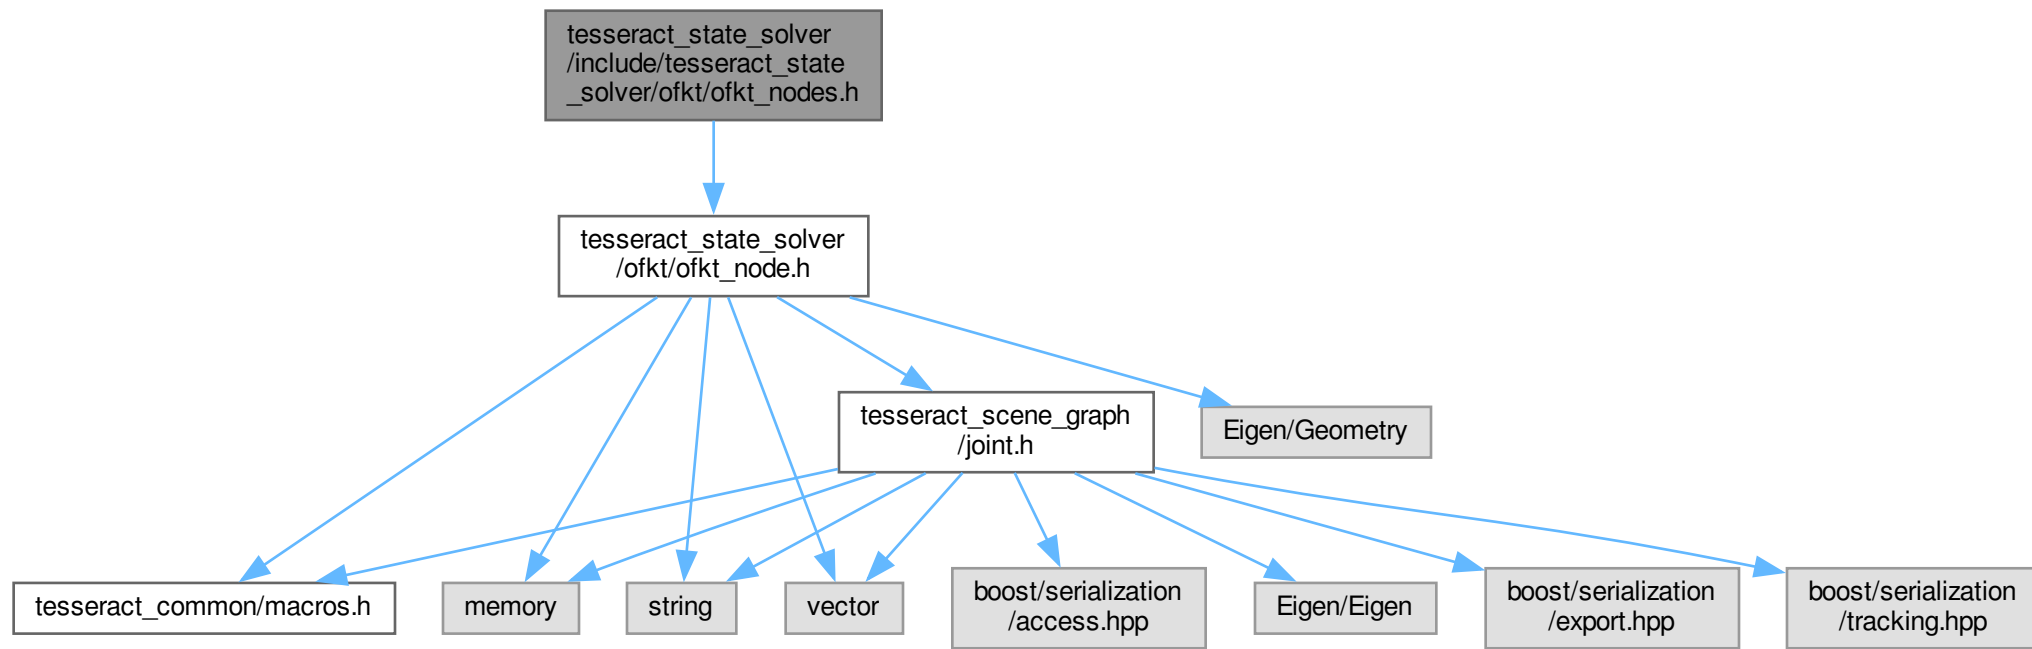 tesseract_state_solver
/include/tesseract_state
_solver/ofkt/ofkt_nodes.h
tesseract_state_solver
/ofkt/ofkt_node.h
tesseract_scene_graph
/joint.h
Eigen/Geometry
tesseract_common/macros.h
memory
string
vector
boost/serialization
/access.hpp
Eigen/Eigen
boost/serialization
/export.hpp
boost/serialization
/tracking.hpp